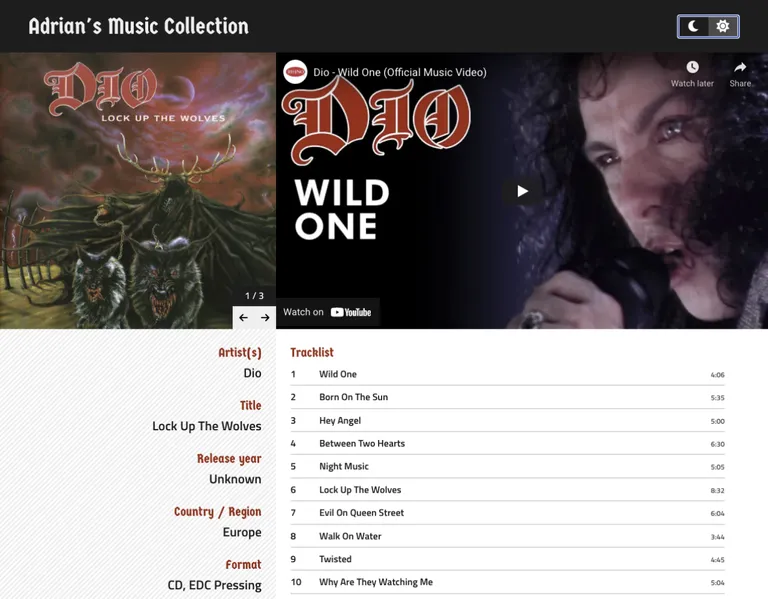 Adrian's Music Collection
DIO
LOCK UP THE WOLVES
1 / 3
Dio - Wild One (Official Music Video)
Watch later
Share
DIO
WILD
ONE
Watch on YouTube
Artist(s)
Dio
Title
Lock Up The Wolves
Release year
Unknown
Country / Region
Europe
Format
CD, EDC Pressing
Tracklist
1 Wild One 4:06
2 Born On The Sun 5:35
3 Hey Angel 5:00
4 Between Two Hearts 6:30
5 Night Music 5:05
6 Lock Up The Wolves 8:32
7 Evil On Queen Street 6:04
8 Walk On Water 3:44
9 Twisted 4:45
10 Why Are They Watching Me 5:04